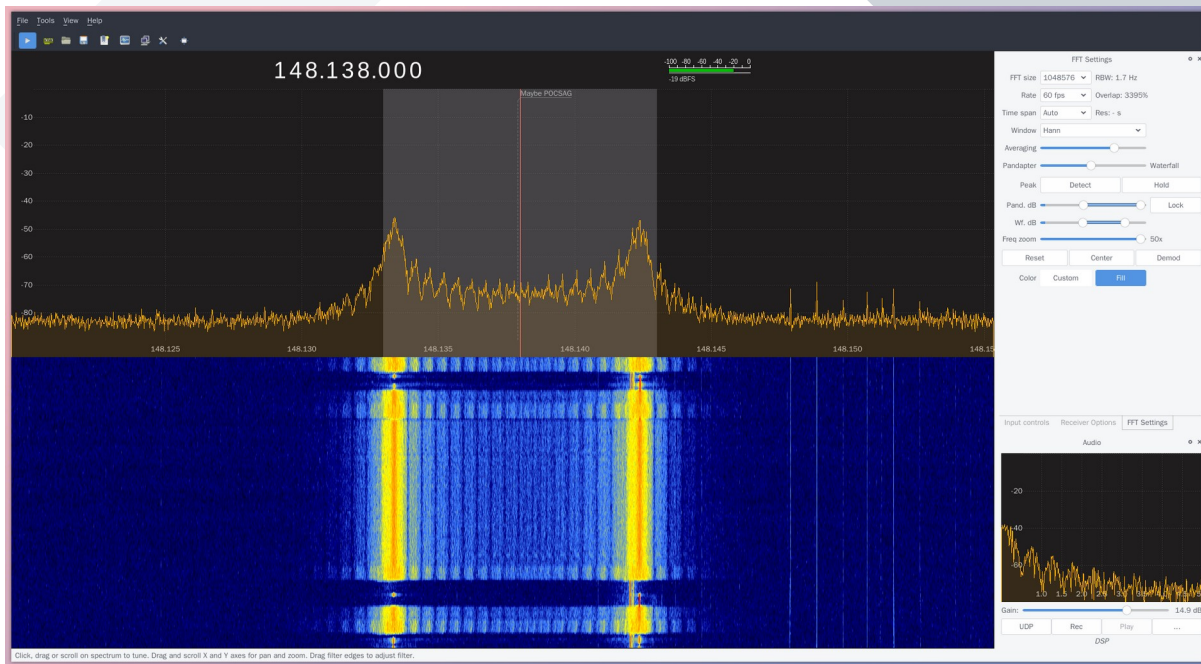 File Tools View Help
148.138.000
-100 -80 -60 -40 -20 0
-19 dBFS
Maybe POCSAG
-10
-20
-30
-40
-50
-60
-70
-80
148.125 148.130 148.135 148.140 148.145 148.150 148.15
FFT Settings
FFT size 1048576 RBW: 1.7 Hz
Rate 60 fps Overlap: 3395%
Time span Auto Res: - s
Window Hann
Averaging
Pandapter Waterfall
Peak Detect Hold
Pand. dB Lock
Wf. dB
Freq zoom 50x
Reset Center Demod
Color Custom Fill
Input controls Receiver Options FFT Settings
Audio
-20
-40
-60
1.0 1.5 2.0 2.5 3.0 3.5
Gain: 14.9 dB
UDP Rec Play ...
DSP
Click, drag or scroll on spectrum to tune. Drag and scroll X and Y axes for pan and zoom. Drag filter edges to adjust filter.